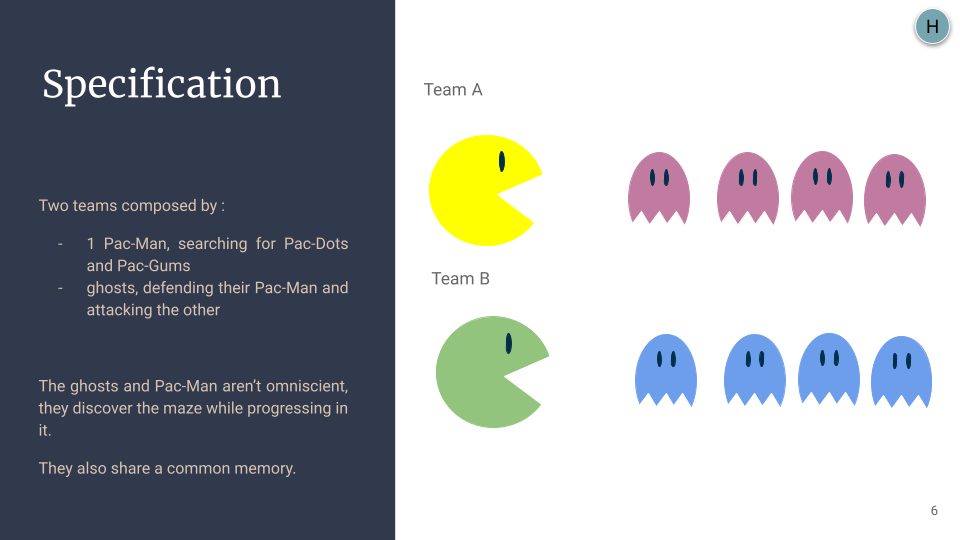 H
Specification
Two teams composed by :
- 1 Pac-Man, searching for Pac-Dots
and Pac-Gums
- ghosts, defending their Pac-Man and
attacking the other
The ghosts and Pac-Man aren't omniscient,
they discover the maze while progressing in
it.
They also share a common memory.
Team A
Team B
6